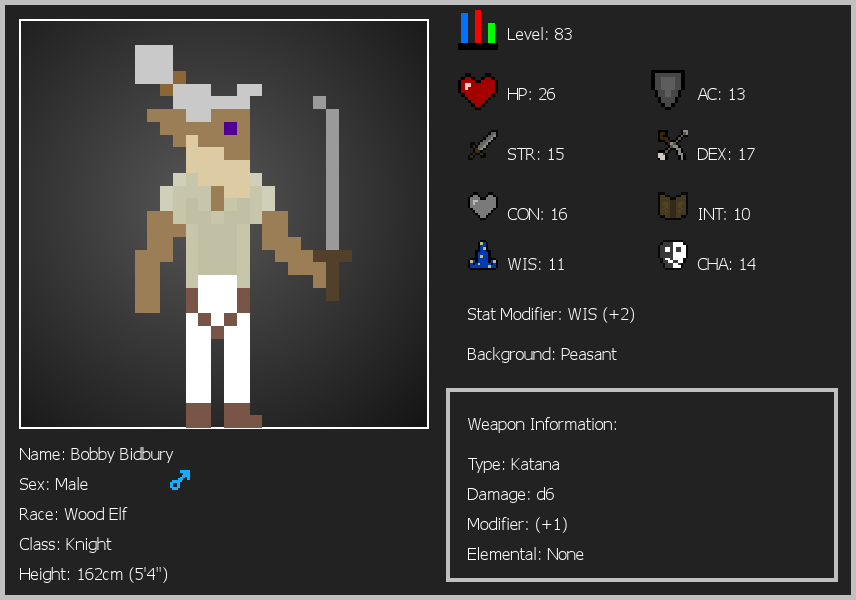 Level: 83
HP: 26
AC: 13
STR: 15
DEX: 17
CON: 16
INT: 10
WIS: 11
CHA: 14
Stat Modifier: WIS (+2)
Background: Peasant
Weapon Information:
Type: Katana
Damage: d6
Modifier: (+1)
Elemental: None
Name: Bobby Bidbury
Sex: Male
Race: Wood Elf
Class: Knight
Height: 162cm (5'4")